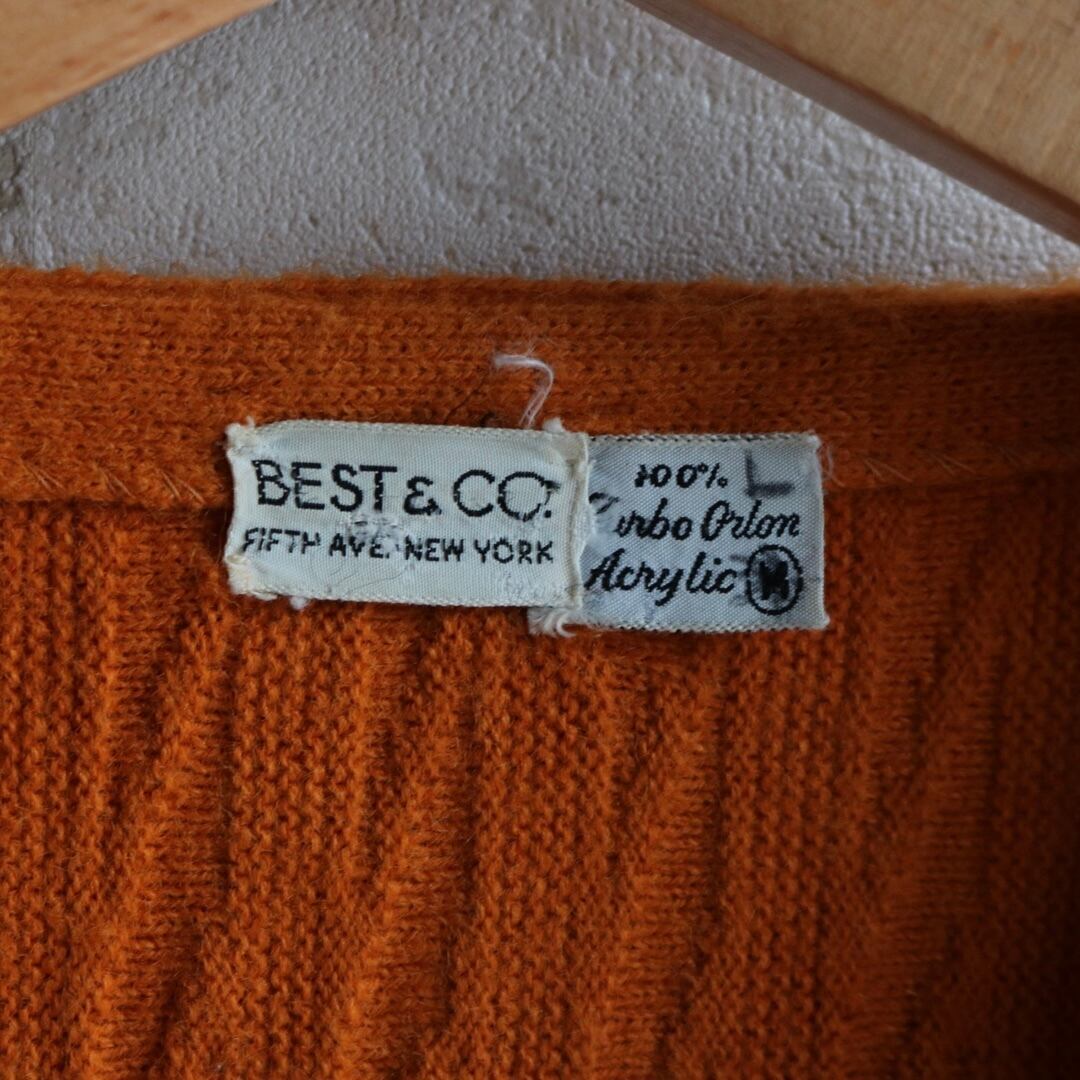 BEST & CO.
FIFTH AVE. NEW YORK
100% L
Turbo Orlon
Acrylic M